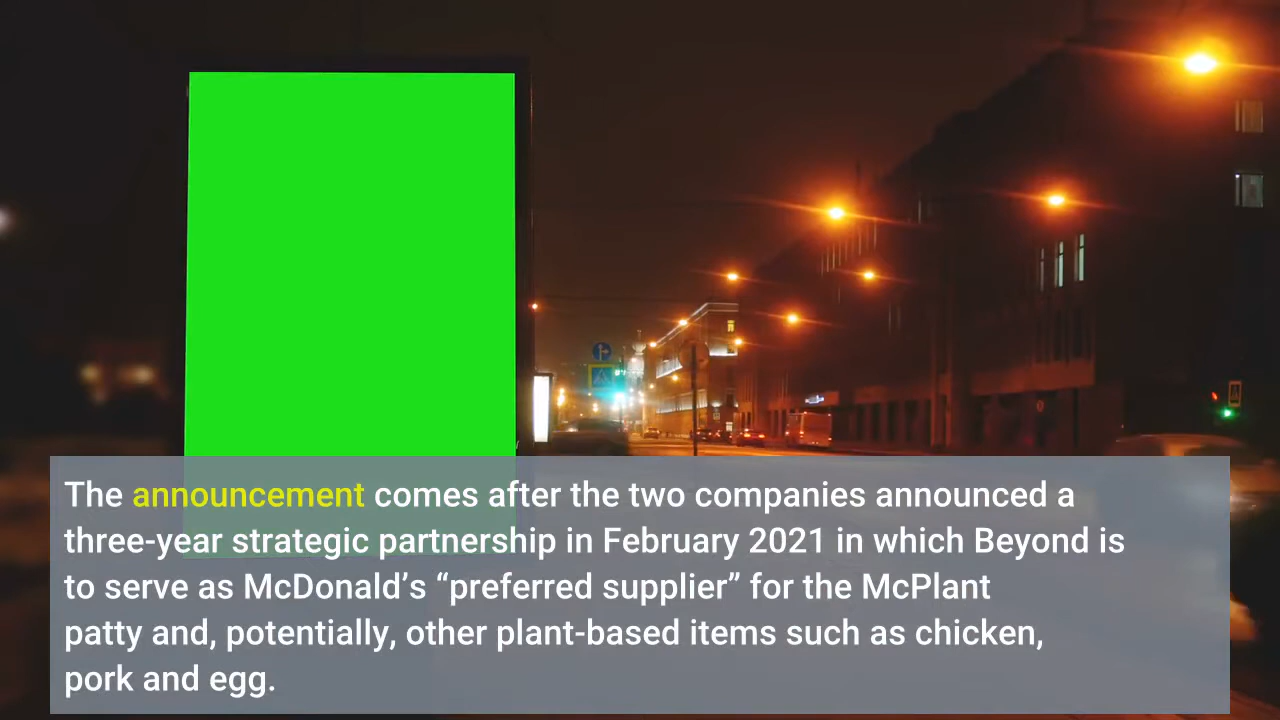 The announcement comes after the two companies announced a
three-year strategic partnership in February 2021 in which Beyond is
to serve as McDonald’s “preferred supplier” for the McPlant
patty and, potentially, other plant-based items such as chicken,
pork and egg.